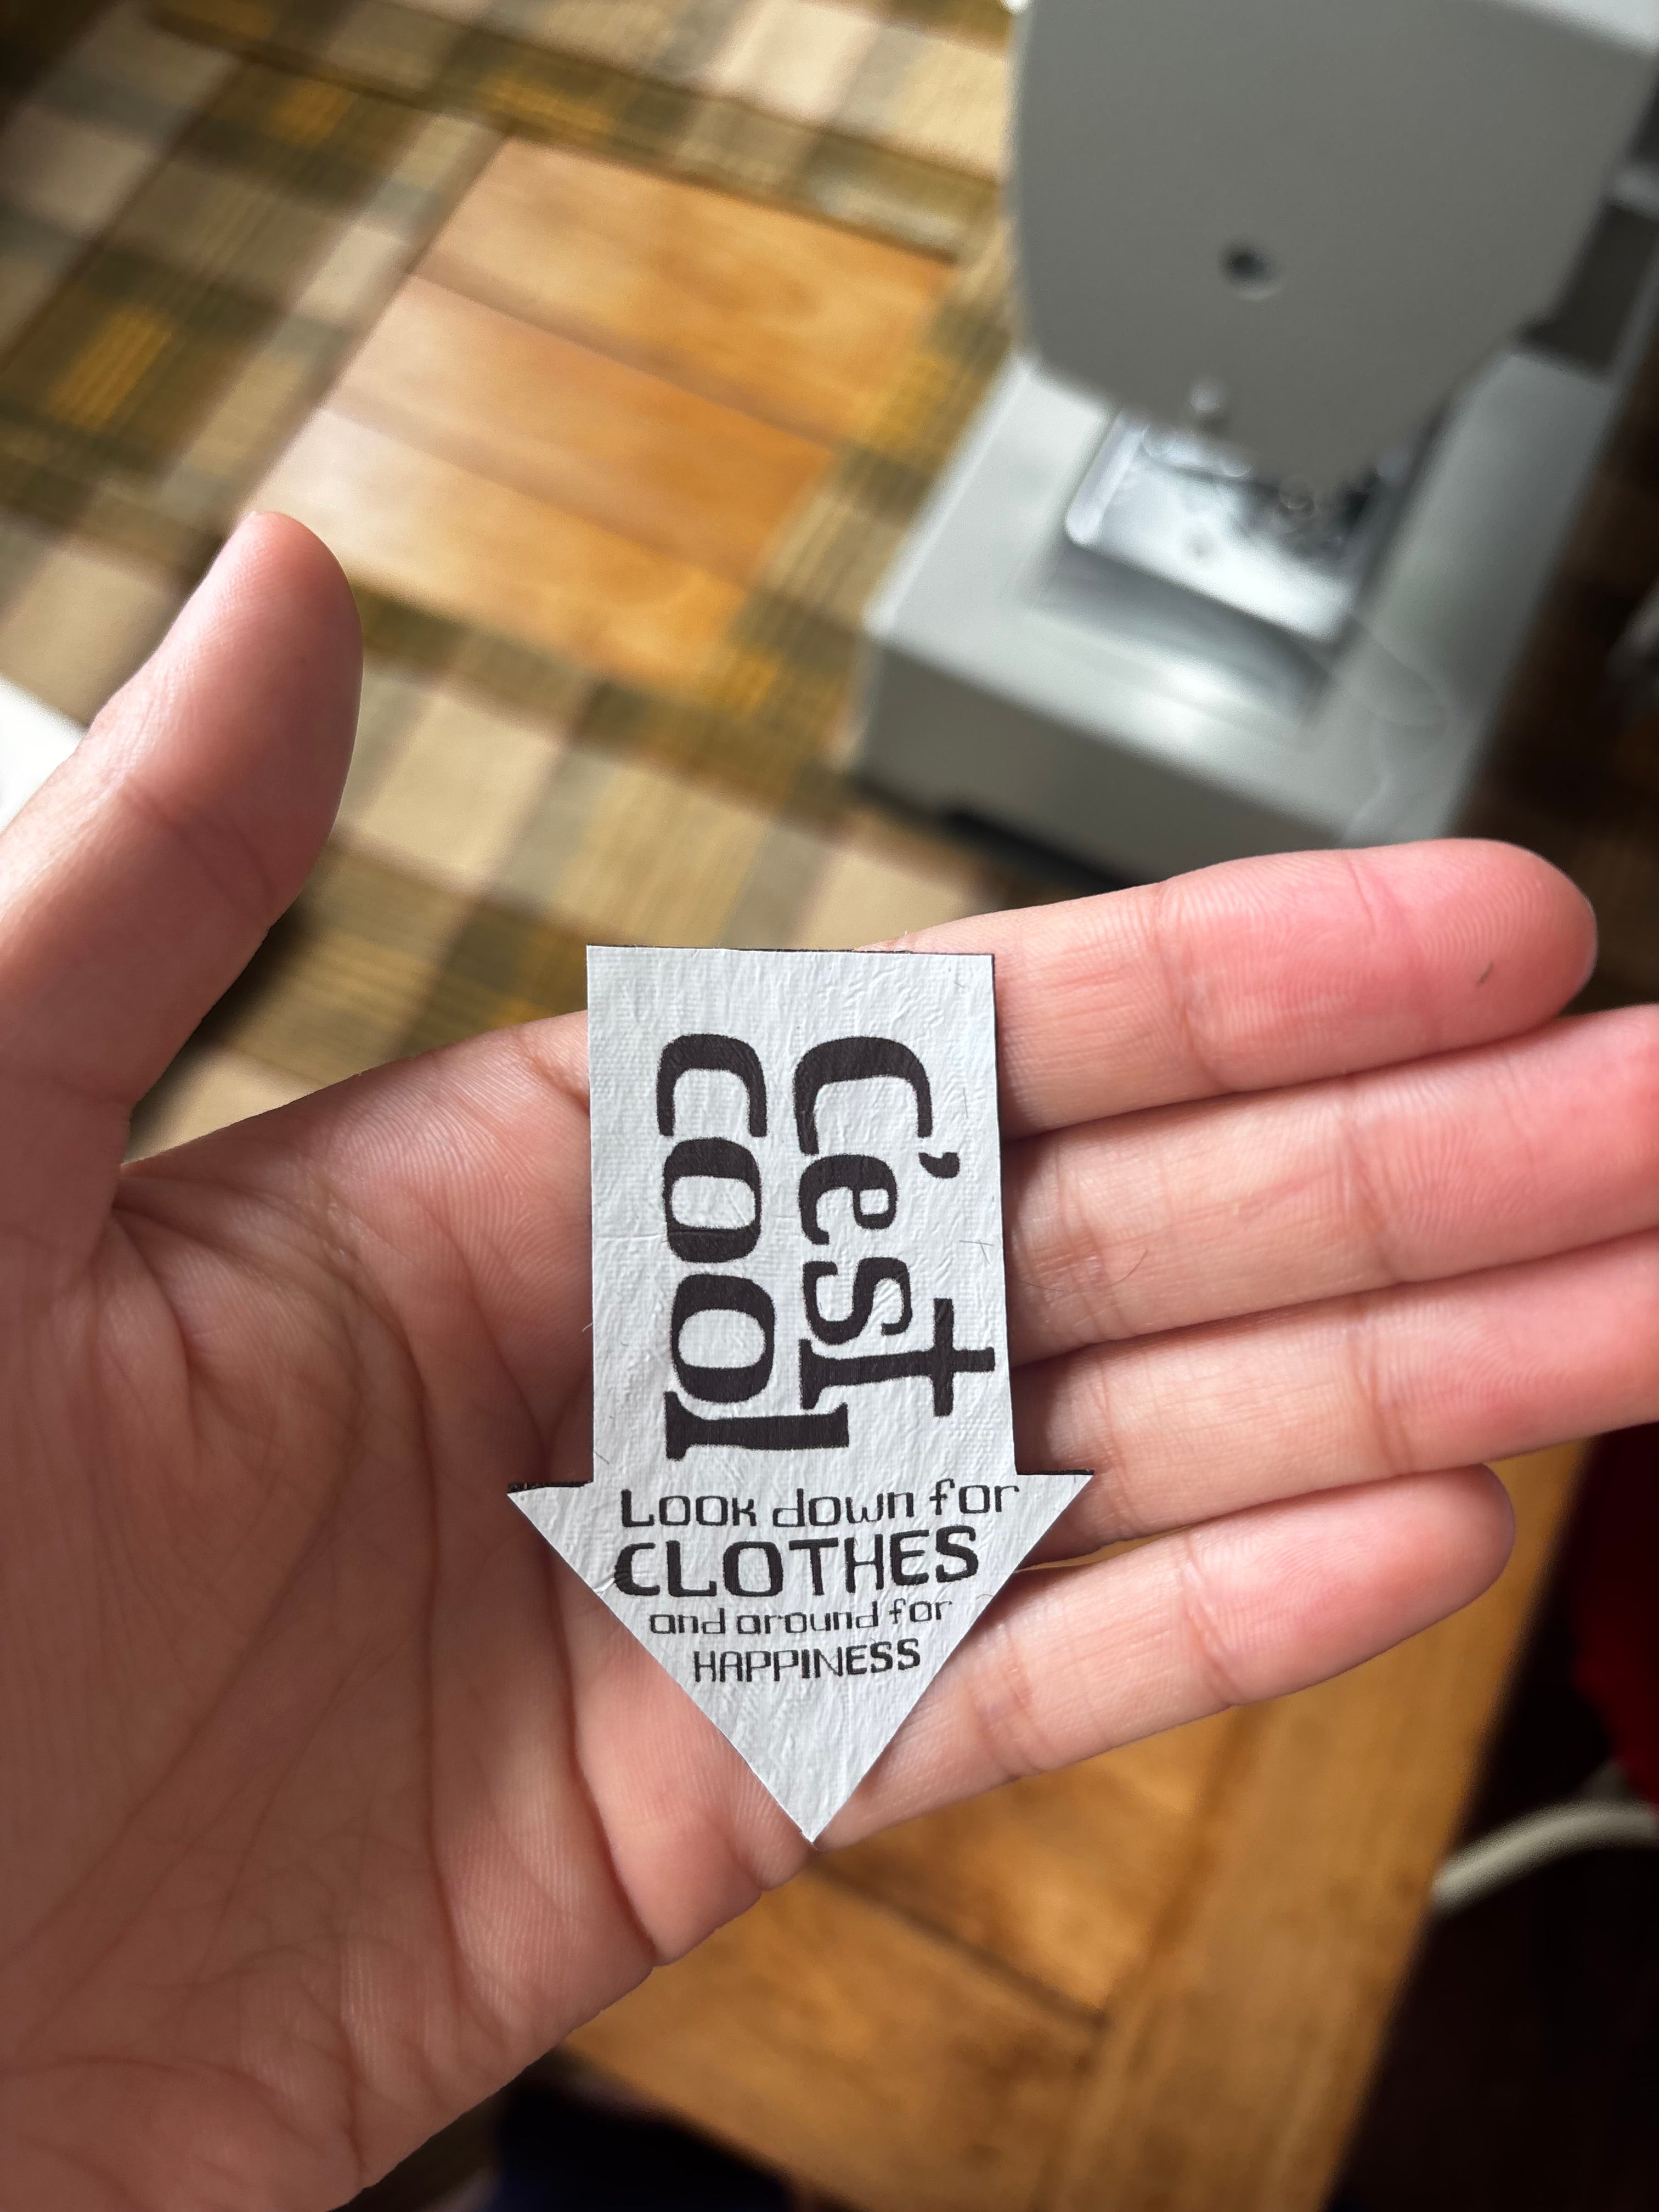 C'est
cool
Look down for
CLOTHES
and around for
HAPPINESS